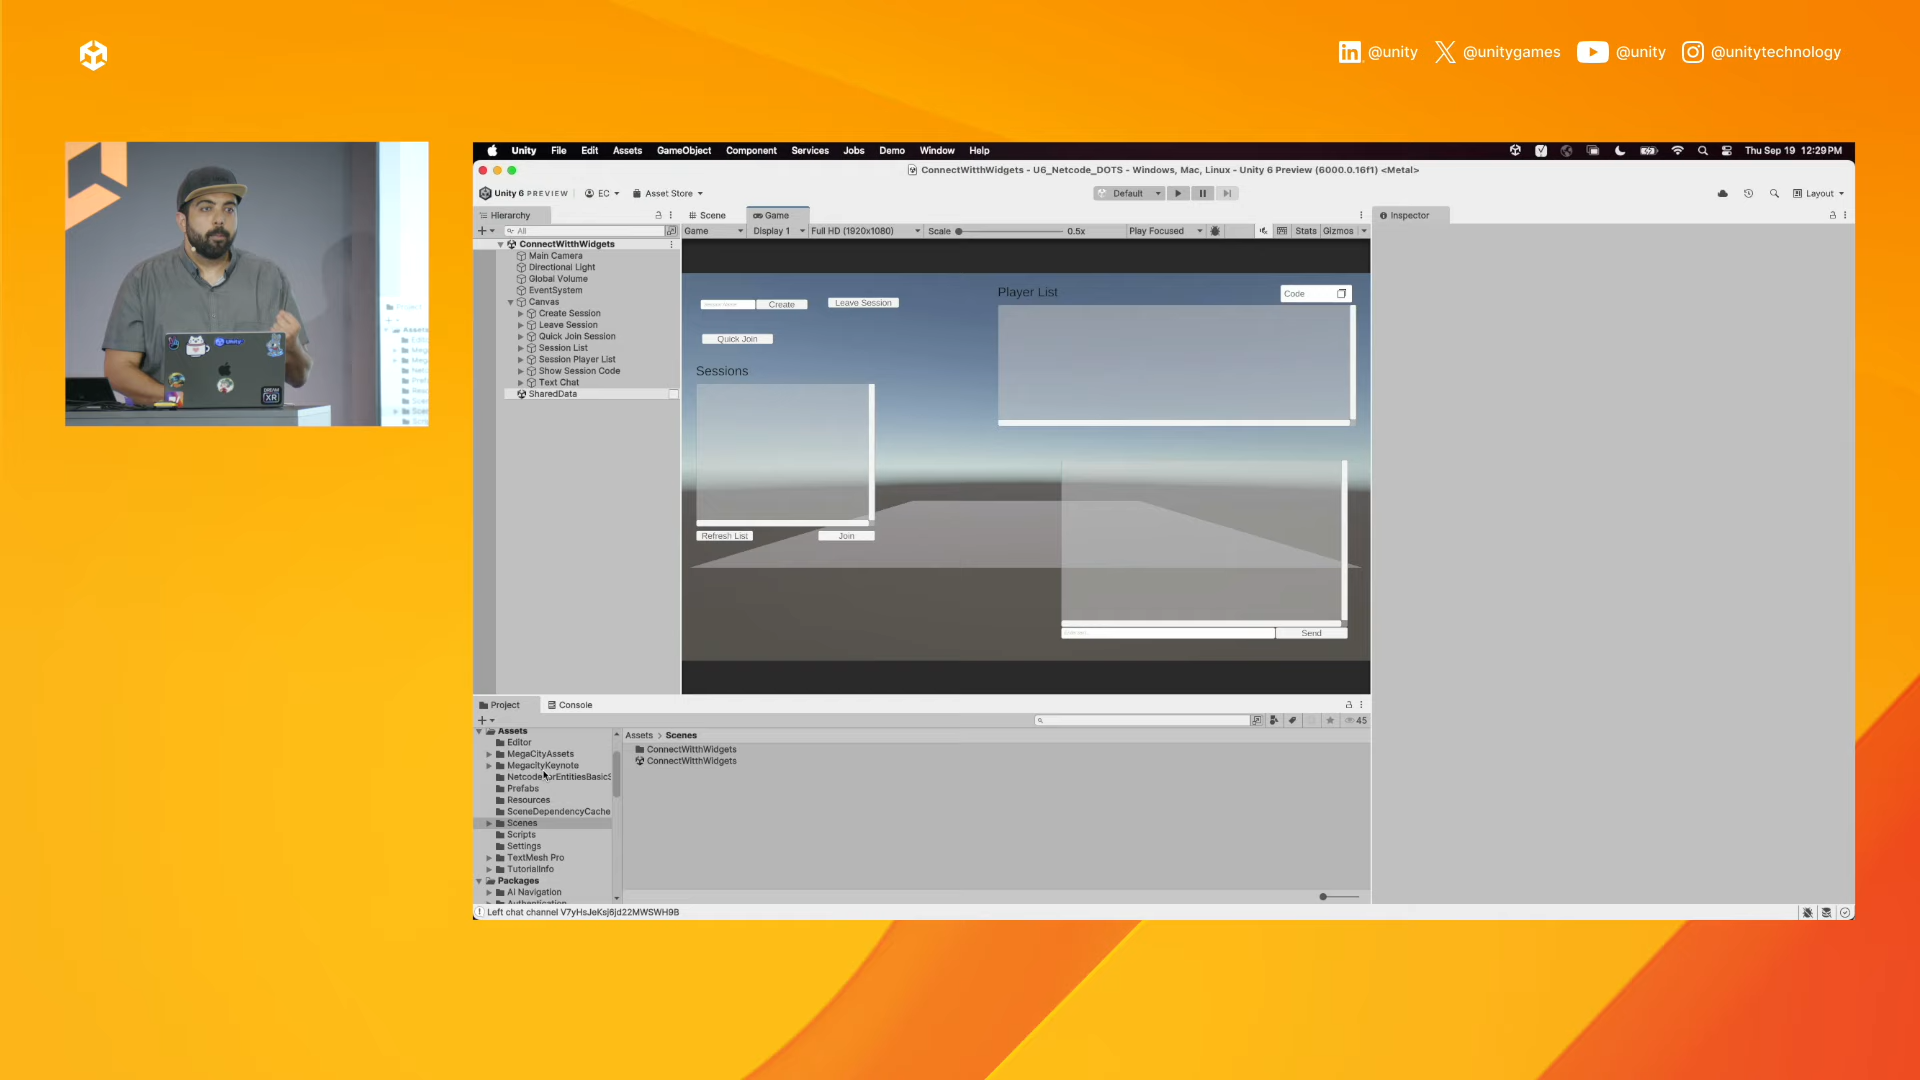 @unity @unitygames @unity @unitytechnology
Unity File Edit Assets GameObject Component Services Jobs Demo Window Help Thu Sep 19 12:29 PM
ConnectWitthWidgets - U6_Netcode_DOTS - Windows, Mac, Linux - Unity 6 Preview (6000.0.16f1) <Metal>
Unity 6 PREVIEW EC Asset Store Default Layout
Hierarchy Scene Game Inspector
All Game Display 1 Full HD (1920x1080) Scale 0.5x Play Focused Stats Gizmos
ConnectWitthWidgets
Main Camera
Directional Light
Global Volume
EventSystem
Canvas
Create Session
Leave Session
Quick Join Session
Session List
Session Player List
Show Session Code
Text Chat
SharedData
Create Leave Session
Quick Join
Sessions
Refresh List Join
Player List Code
Send
Project Console
45
Assets
Editor
MegaCityAssets
MegacityKeynote
Prefabs
Resources
SceneDependencyCache
Scenes
Scripts
Settings
TextMesh Pro
TutorialInfo
Packages
AI Navigation
Assets > Scenes
ConnectWitthWidgets
ConnectWitthWidgets
Left chat channel V7yHsJeKsj6jd22MWSWH9B